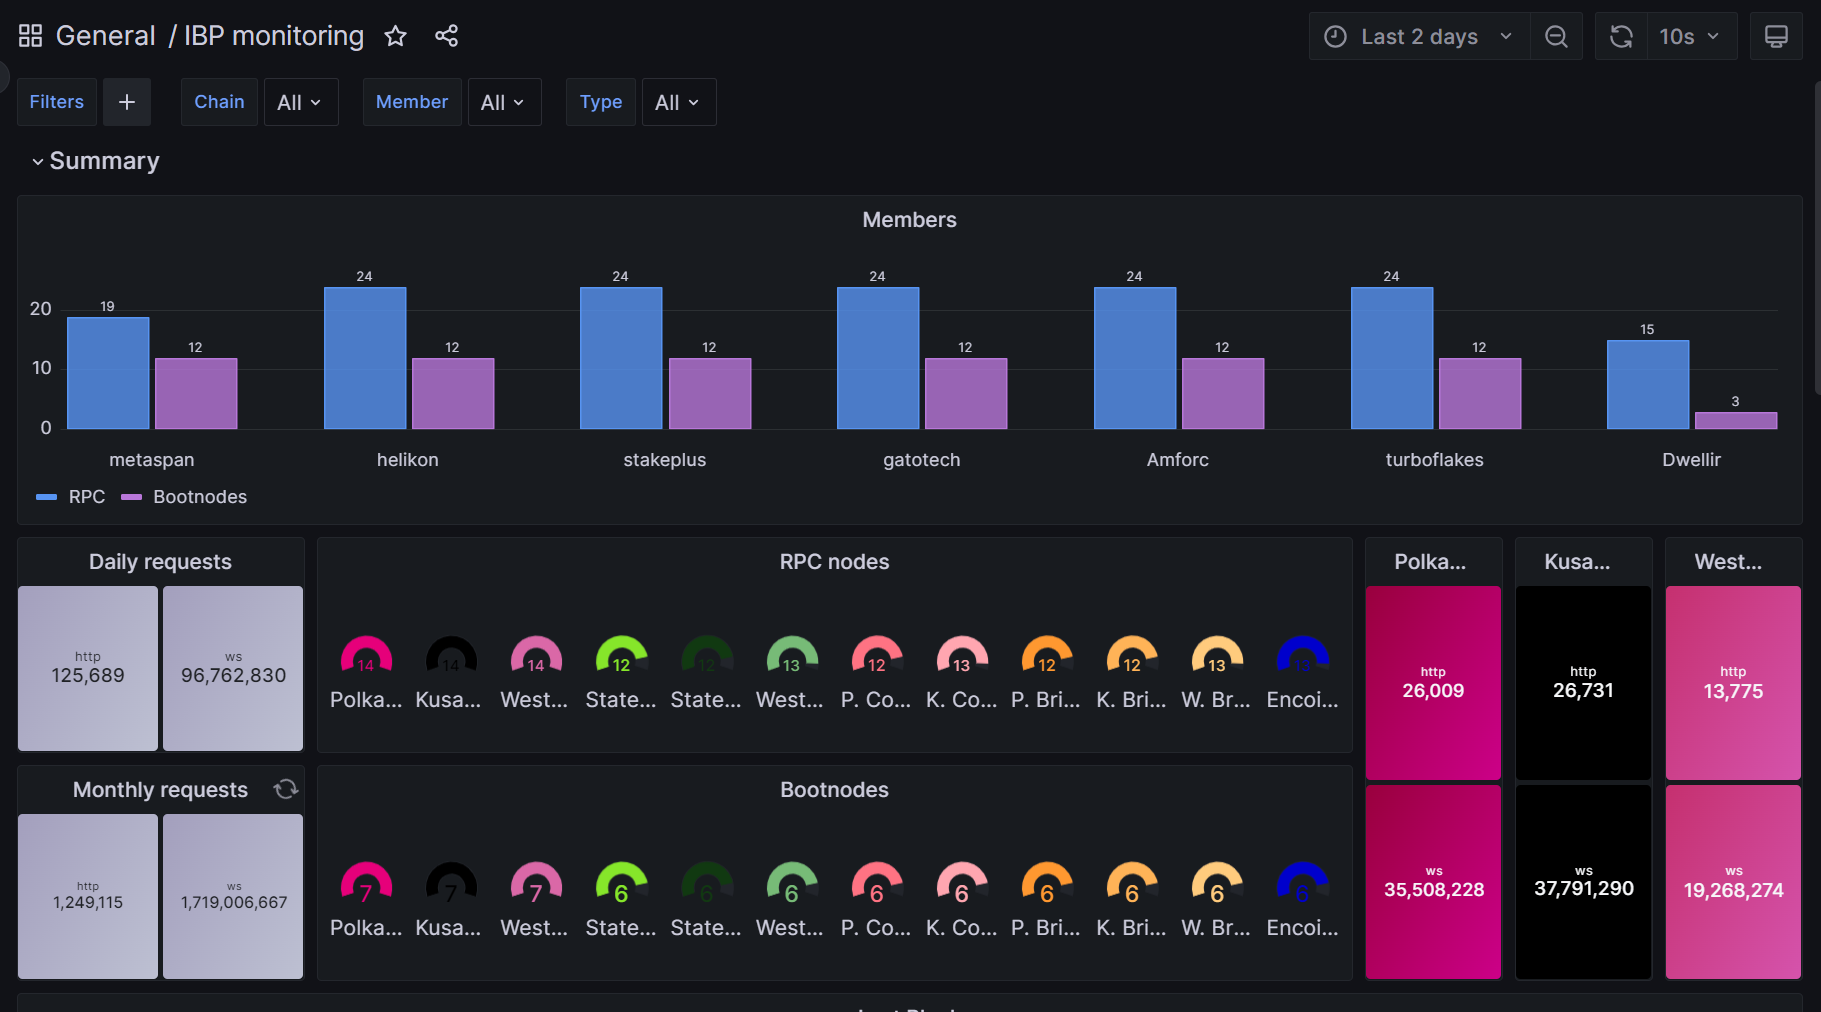 General / IBP monitoring
Last 2 days
10s
Filters + Chain All Member All Type All
Summary
Members
24 24 24 24 24
20 19 15
12 12 12 12 12 12
10
3
0
metaspan helikon stakeplus gatotech Amforc turboflakes Dwellir
RPC Bootnodes
Daily requests
http
125,689
ws
96,762,830
RPC nodes
14 14 14 12 12 13 12 13 12 12 13 13
Polka... Kusa... West... State... State... West... P. Co... K. Co... P. Bri... K. Bri... W. Br... Encoi...
Polka...
http
26,009
ws
35,508,228
Kusa...
http
26,731
ws
37,791,290
West...
http
13,775
ws
19,268,274
Monthly requests
http
1,249,115
ws
1,719,006,667
Bootnodes
7 7 7 6 6 6 6 6 6 6 6 6
Polka... Kusa... West... State... State... West... P. Co... K. Co... P. Bri... K. Bri... W. Br... Encoi...